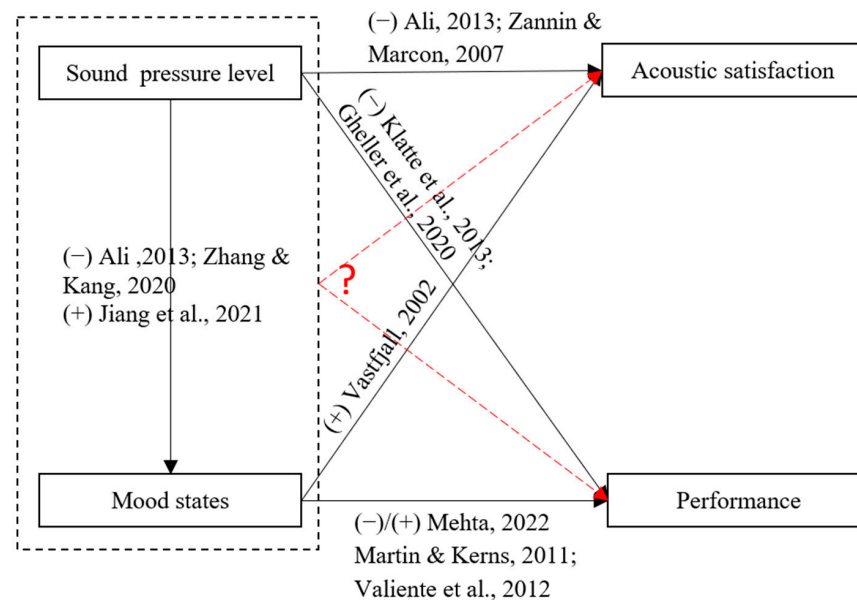 (−) Ali, 2013; Zannin &
Marcon, 2007
Sound pressure level
Acoustic satisfaction
(−) Klatte et al., 2013;
Gheller et al., 2020
(−) Ali ,2013; Zhang &
Kang, 2020
(+) Jiang et al., 2021
?
(+) Vastfjall, 2002
Mood states
Performance
(−)/(+) Mehta, 2022
Martin & Kerns, 2011;
Valiente et al., 2012